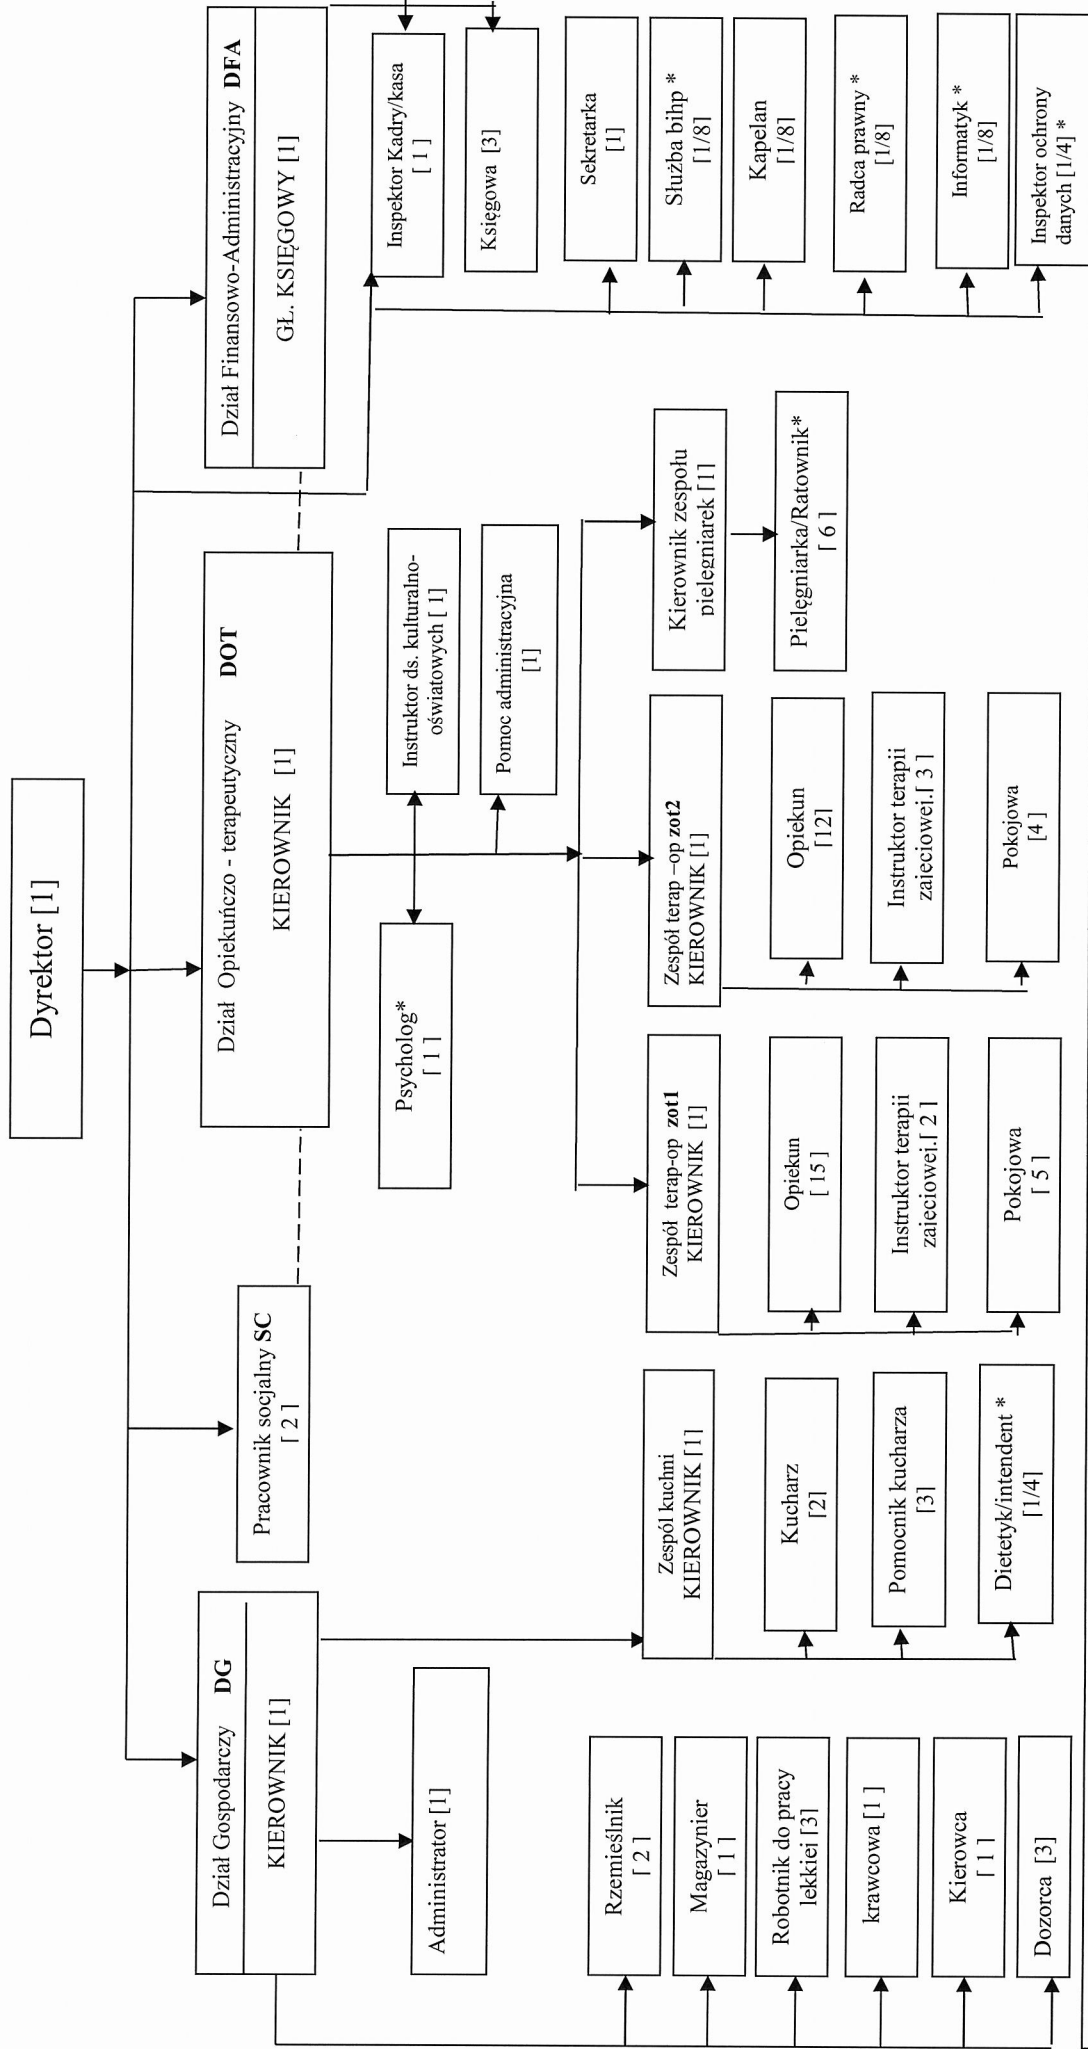 Dyrektor [1]
Dział Gospodarczy DG
KIEROWNIK [1]
Pracownik socjalny SC
[ 2 ]
Dział Opiekuńczo - terapeutyczny DOT
KIEROWNIK [1]
Dział Finansowo-Administracyjny DFA
GŁ. KSIĘGOWY [1]
Administrator [1]
Psycholog*
[ 1 ]
Instruktor ds. kulturalno-
oświatowych [ 1]
Pomoc administracyjna
[1]
Inspektor Kadry/kasa
[ 1 ]
Księgowa [3]
Rzemieślnik
[ 2 ]
Magazynier
[ 1 ]
Robotnik do pracy
lekkiej [3]
krawcowa [1 ]
Kierowca
[ 1 ]
Dozorca [3]
Zespól kuchni
KIEROWNIK [1]
Kucharz
[2]
Pomocnik kucharza
[3]
Dietetyk/intendent *
[1/4]
Zespół terap-op zot1
KIEROWNIK [1]
Opiekun
[ 15 ]
Instruktor terapii
zajęciowej.[ 2 ]
Pokojowa
[ 5 ]
Zespół terap –op zot2
KIEROWNIK [1]
Opiekun
[12]
Instruktor terapii
zajęciowej.[ 3 ]
Pokojowa
[4 ]
Kierownik zespołu
pielęgniarek [1]
Pielęgniarka/Ratownik*
[ 6 ]
Sekretarka
[1]
Służba bihp *
[1/8]
Kapelan
[1/8]
Radca prawny *
[1/8]
Informatyk *
[1/8]
Inspektor ochrony
danych [1/4] *